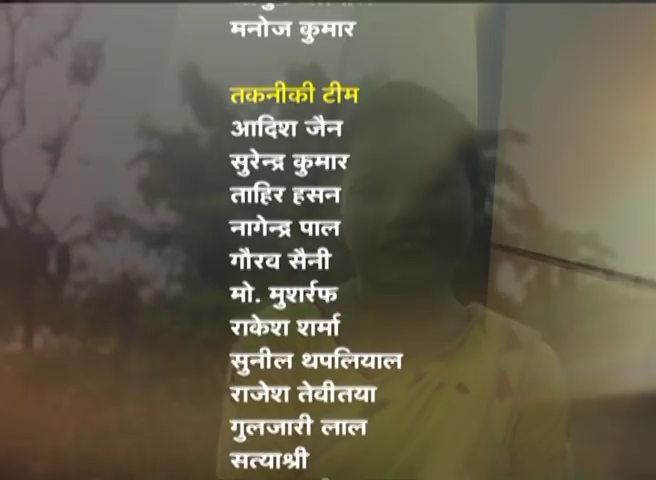 मनोज कुमार
तकनीकी टीम
आदिश जैन
सुरेन्द्र कुमार
ताहिर हसन
नागेन्द्र पाल
गौरव सैनी
मो. मुशर्रफ
राकेश शर्मा
सुनील थपलियाल
राजेश तेवीतया
गुलजारी लाल
सत्याश्री